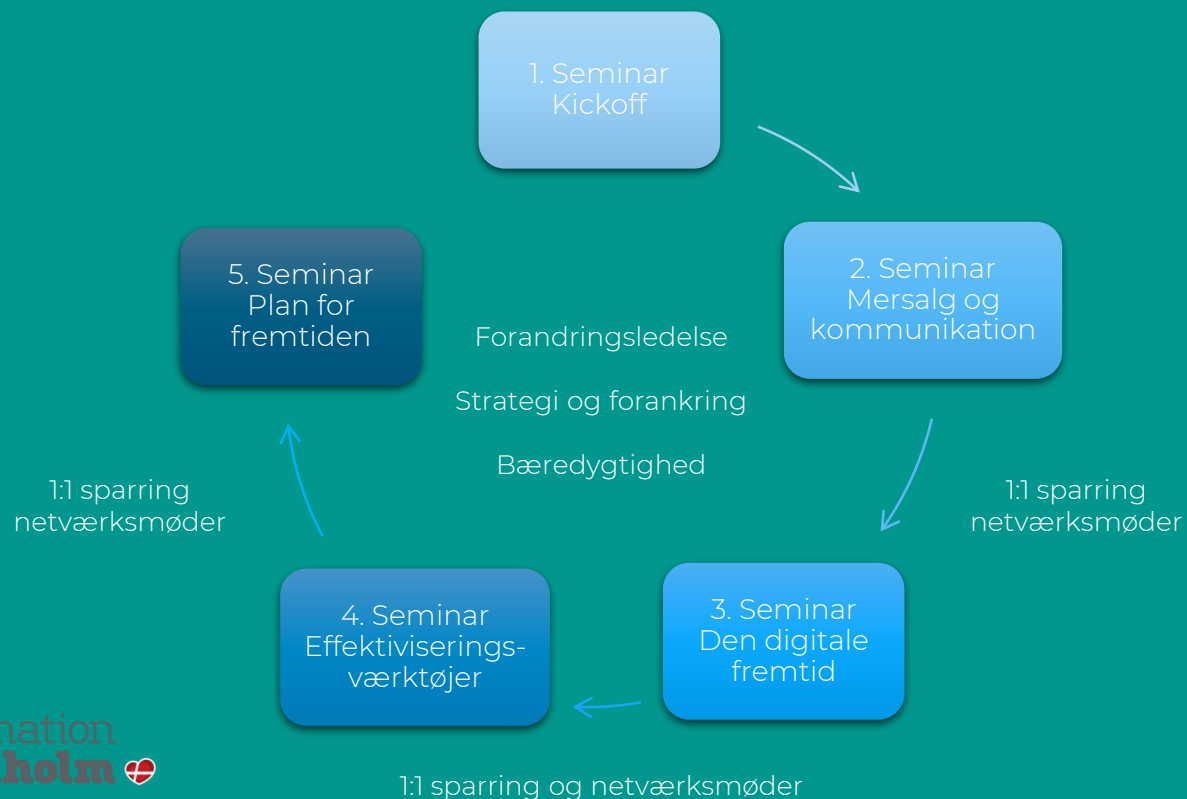 1. Seminar
Kickoff
2. Seminar
Mersalg og
kommunikation
5. Seminar
Plan for
fremtiden
Forandringsledelse
Strategi og forankring
Bæredygtighed
1:1 sparring
netværksmøder
1:1 sparring
netværksmøder
3. Seminar
Den digitale
fremtid
4. Seminar
Effektiviserings-
værktøjer
nation
holm
1:1 sparring og netværksmøder